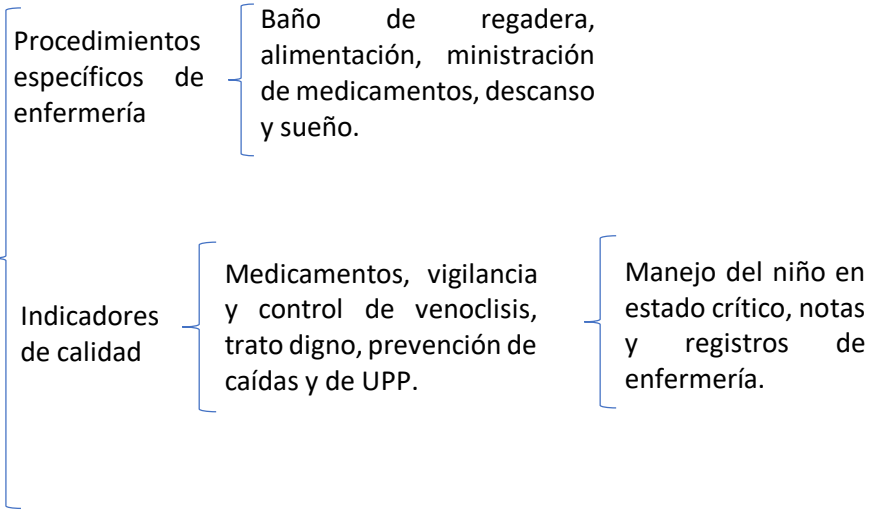 Procedimientos
específicos de
enfermería
Baño de regadera,
alimentación, ministración
de medicamentos, descanso
y sueño.
Indicadores
de calidad
Medicamentos, vigilancia
y control de venoclisis,
trato digno, prevención de
caídas y de UPP.
Manejo del niño en
estado crítico, notas
y registros de
enfermería.